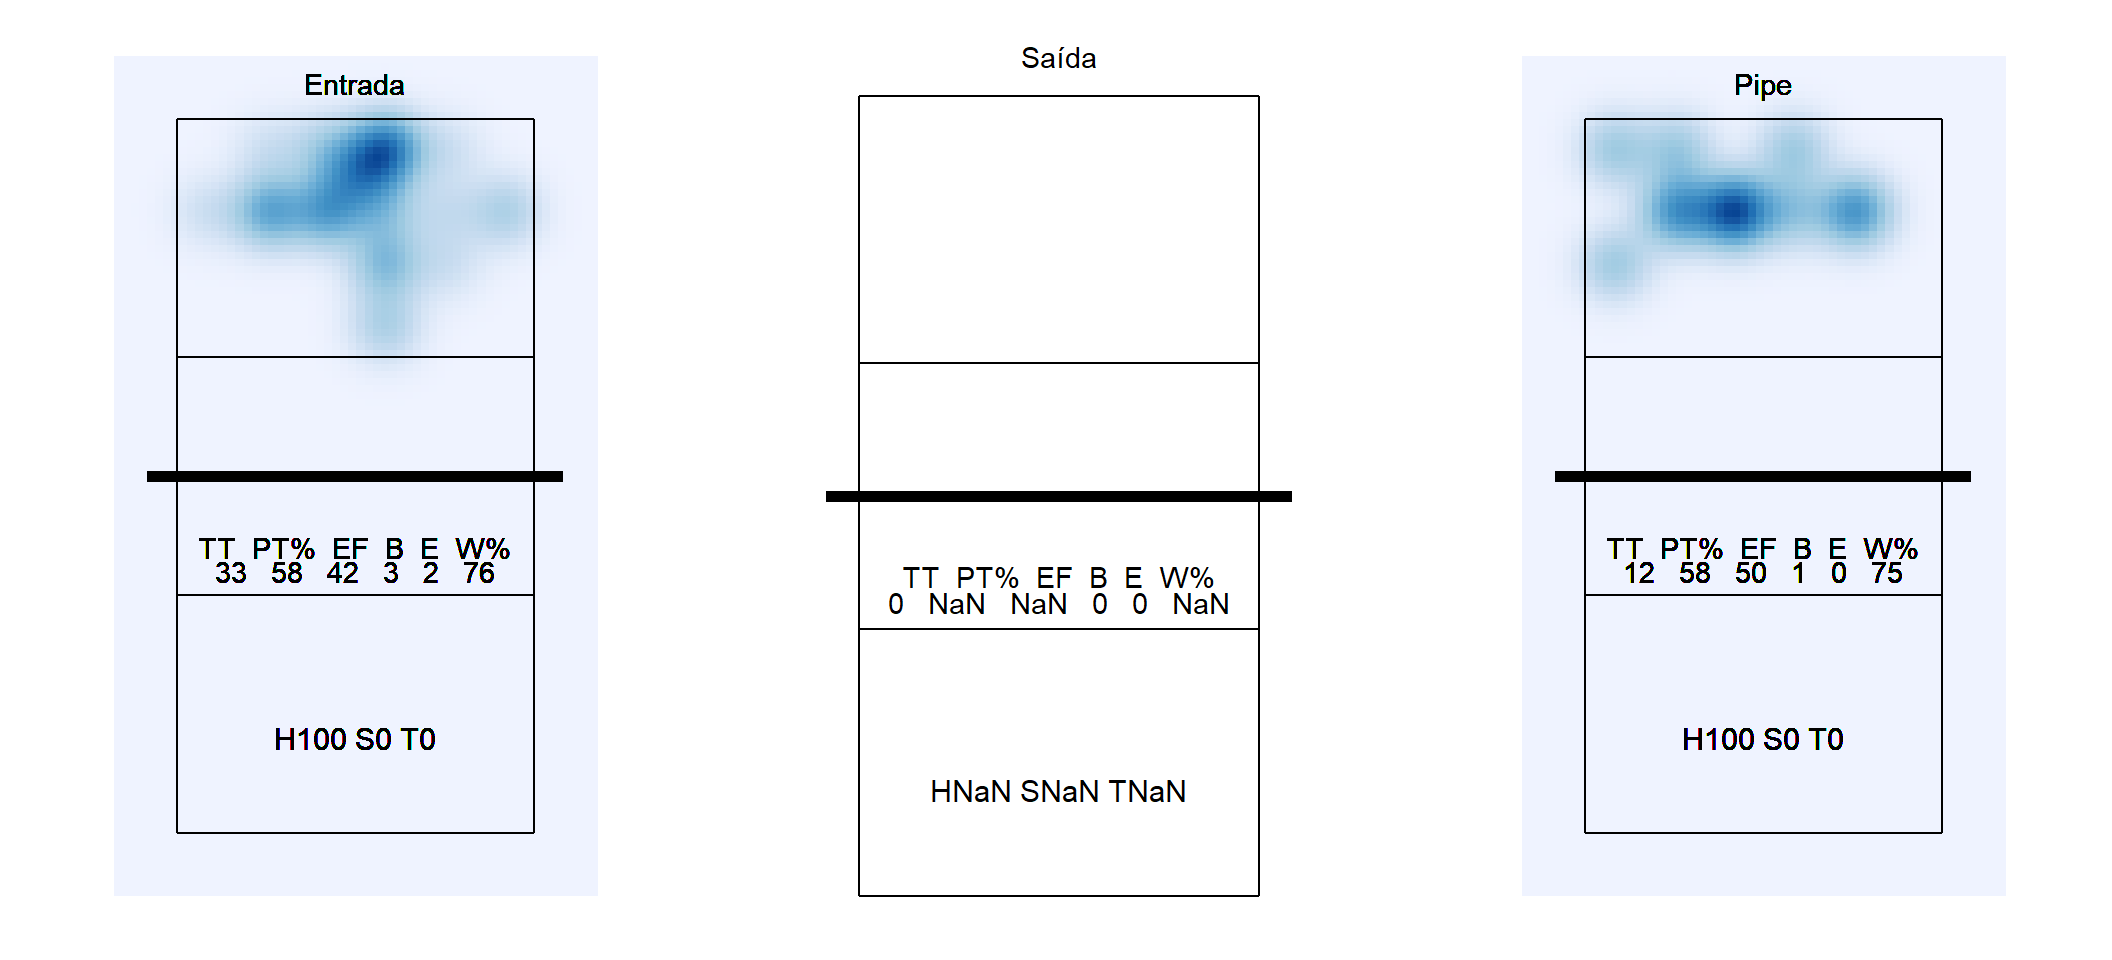 Entrada
TT PT% EF B E W%
33 58 42 3 2 76
H100 S0 T0
Saída
TT PT% EF B E W%
0 NaN NaN 0 0 NaN
HNaN SNaN TNaN
Pipe
TT PT% EF B E W%
12 58 50 1 0 75
H100 S0 T0